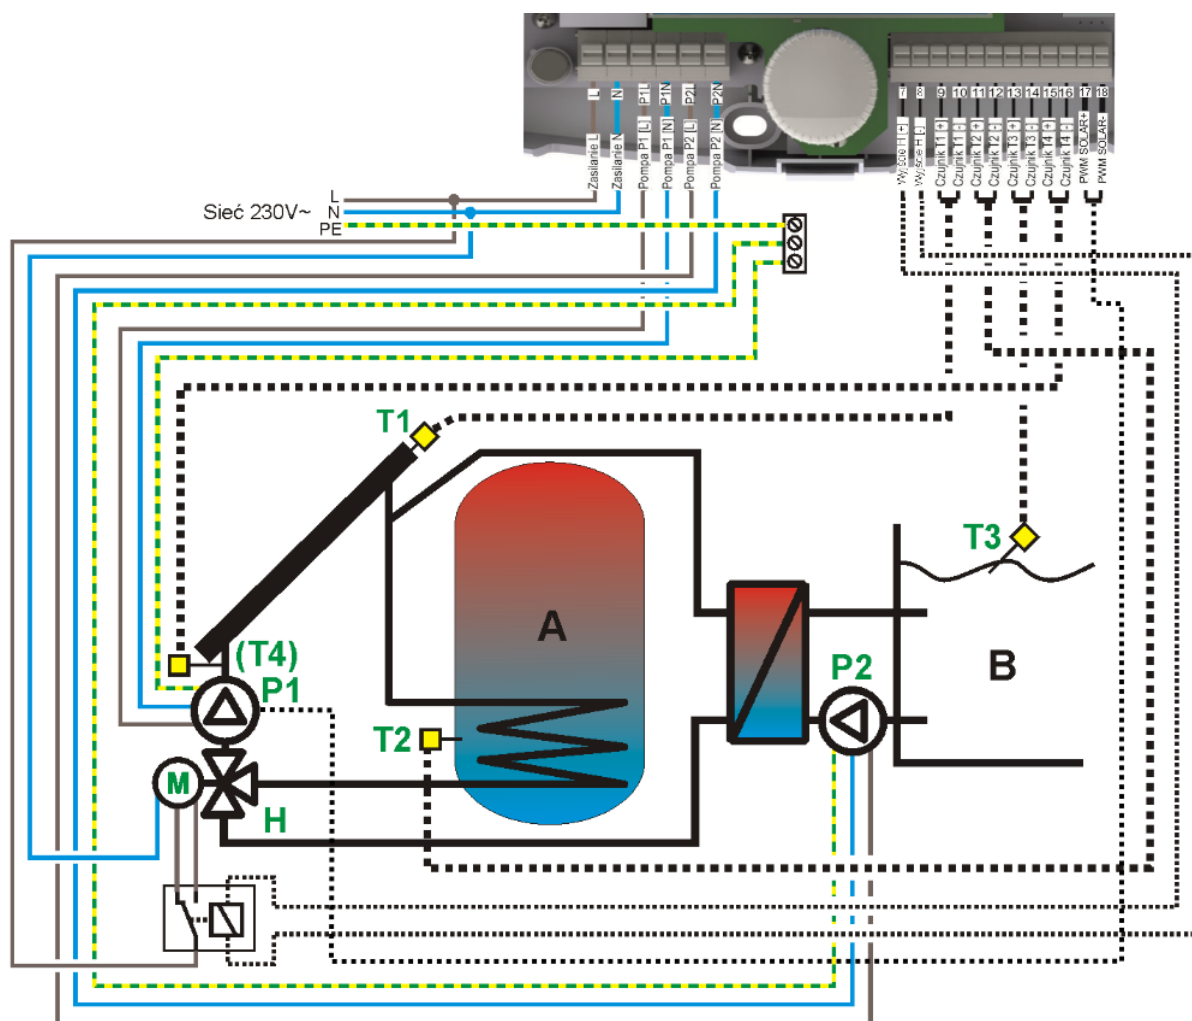 L
N
P1L
P1N
P2L
P2N
Zasilanie L
Zasilanie N
Pompa P1 [L]
Pompa P1 [N]
Pompa P2 [L]
Pompa P2 [N]
7
8
9
10
11
12
13
14
15
16
17
18
Wyjście H [+]
Wyjście H [-]
Czujnik T1 [+]
Czujnik T1 [-]
Czujnik T2 [+]
Czujnik T2 [-]
Czujnik T3 [+]
Czujnik T3 [-]
Czujnik T4 [+]
Czujnik T4 [-]
PWM SOLAR+
PWM SOLAR-
L
Sieć 230V~ N
PE
T1
T3
A
(T4)
P1
P2
B
T2
M
H